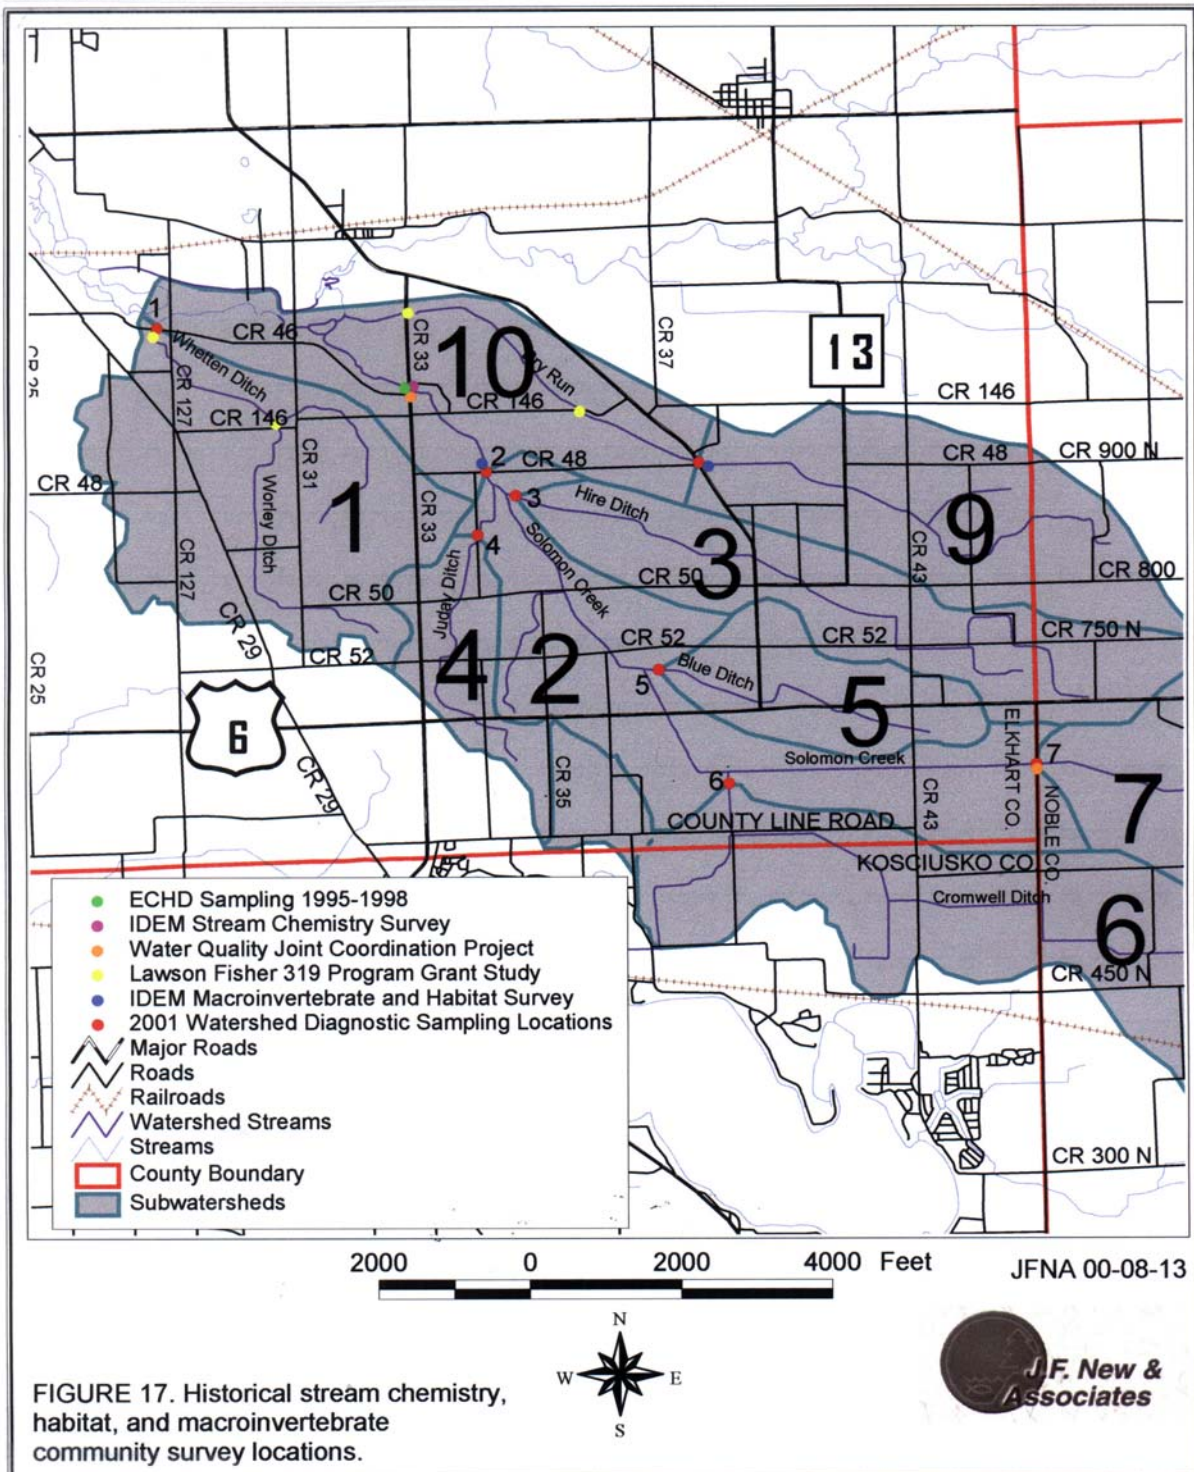 1
CR 46
CR 33
10
CR 37
13
Whetten Ditch
CR 127
Dry Run
CR 25
CR 146
CR 146
CR 146
CR 31
2
CR 48
CR 48
CR 900 N
CR 48
3
Hire Ditch
Worley Ditch
1
CR 33
4
Solomon Creek
3
9
CR 43
CR 127
CR 50
Jordan Ditch
CR 50
CR 800
CR 29
CR 52
4
2
CR 52
CR 52
CR 750 N
CR 25
5
Blue Ditch
5
6
ELKHART CO.
7
Solomon Creek
CR 29
CR 35
6
CR 43
NOBLE CO.
7
COUNTY LINE ROAD
KOSCIUSKO CO.
Cromwell Ditch
6
CR 450 N
CR 300 N
ECHD Sampling 1995-1998
IDEM Stream Chemistry Survey
Water Quality Joint Coordination Project
Lawson Fisher 319 Program Grant Study
IDEM Macroinvertebrate and Habitat Survey
2001 Watershed Diagnostic Sampling Locations
Major Roads
Roads
Railroads
Watershed Streams
Streams
County Boundary
Subwatersheds
2000 0 2000 4000 Feet
JFNA 00-08-13
N
W E
S
J.F. New &
Associates
FIGURE 17. Historical stream chemistry,
habitat, and macroinvertebrate
community survey locations.